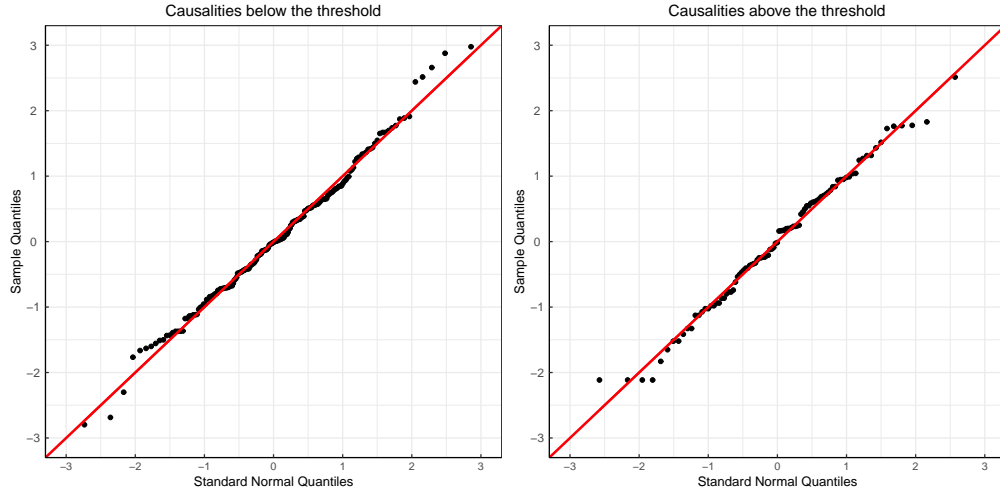 Causalities below the threshold
3
2
1
0
−1
−2
−3
Sample Quantiles
−3 −2 −1 0 1 2 3
Standard Normal Quantiles
Causalities above the threshold
3
2
1
0
−1
−2
−3
Sample Quantiles
−3 −2 −1 0 1 2 3
Standard Normal Quantiles